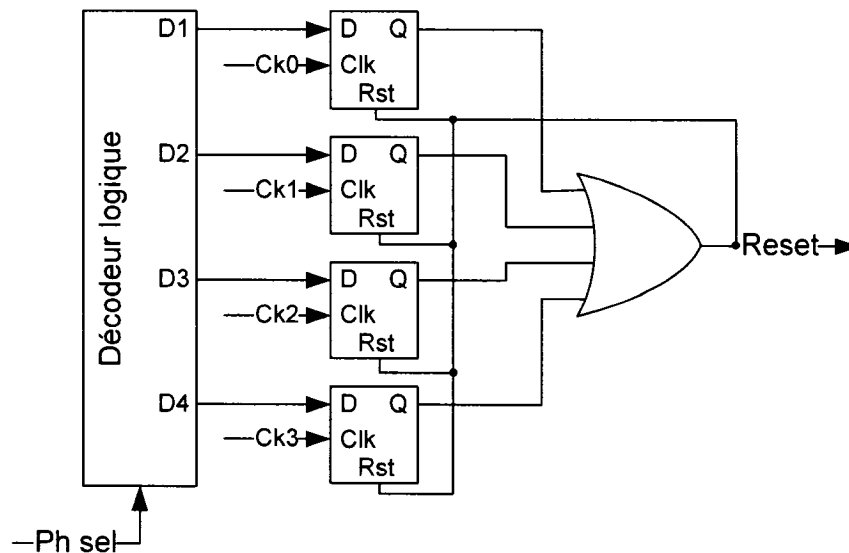 Décodeur logique
D1
D Q
Ck0
Clk
Rst
D2
D Q
Ck1
Clk
Rst
Reset
D3
D Q
Ck2
Clk
Rst
D4
D Q
Ck3
Clk
Rst
Ph sel